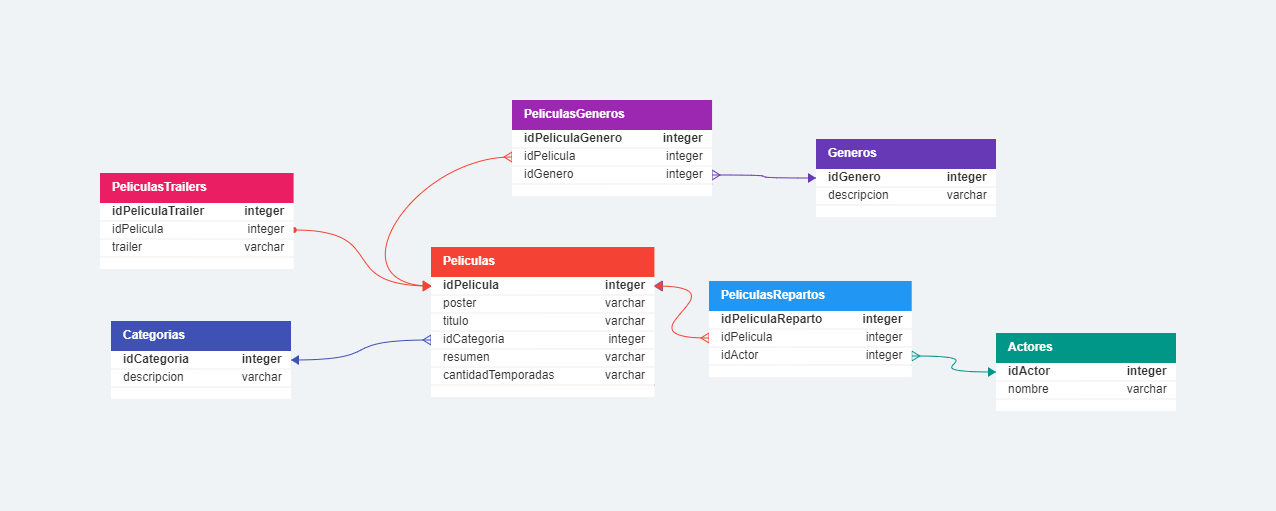 PeliculasGeneros
idPeliculaGenero integer
idPelicula integer
idGenero integer
Generos
idGenero integer
descripcion varchar
PeliculasTrailers
idPeliculaTrailer integer
idPelicula integer
trailer varchar
Peliculas
idPelicula integer
poster varchar
titulo varchar
idCategoria integer
resumen varchar
cantidadTemporadas varchar
PeliculasRepartos
idPeliculaReparto integer
idPelicula integer
idActor integer
Categorias
idCategoria integer
descripcion varchar
Actores
idActor integer
nombre varchar